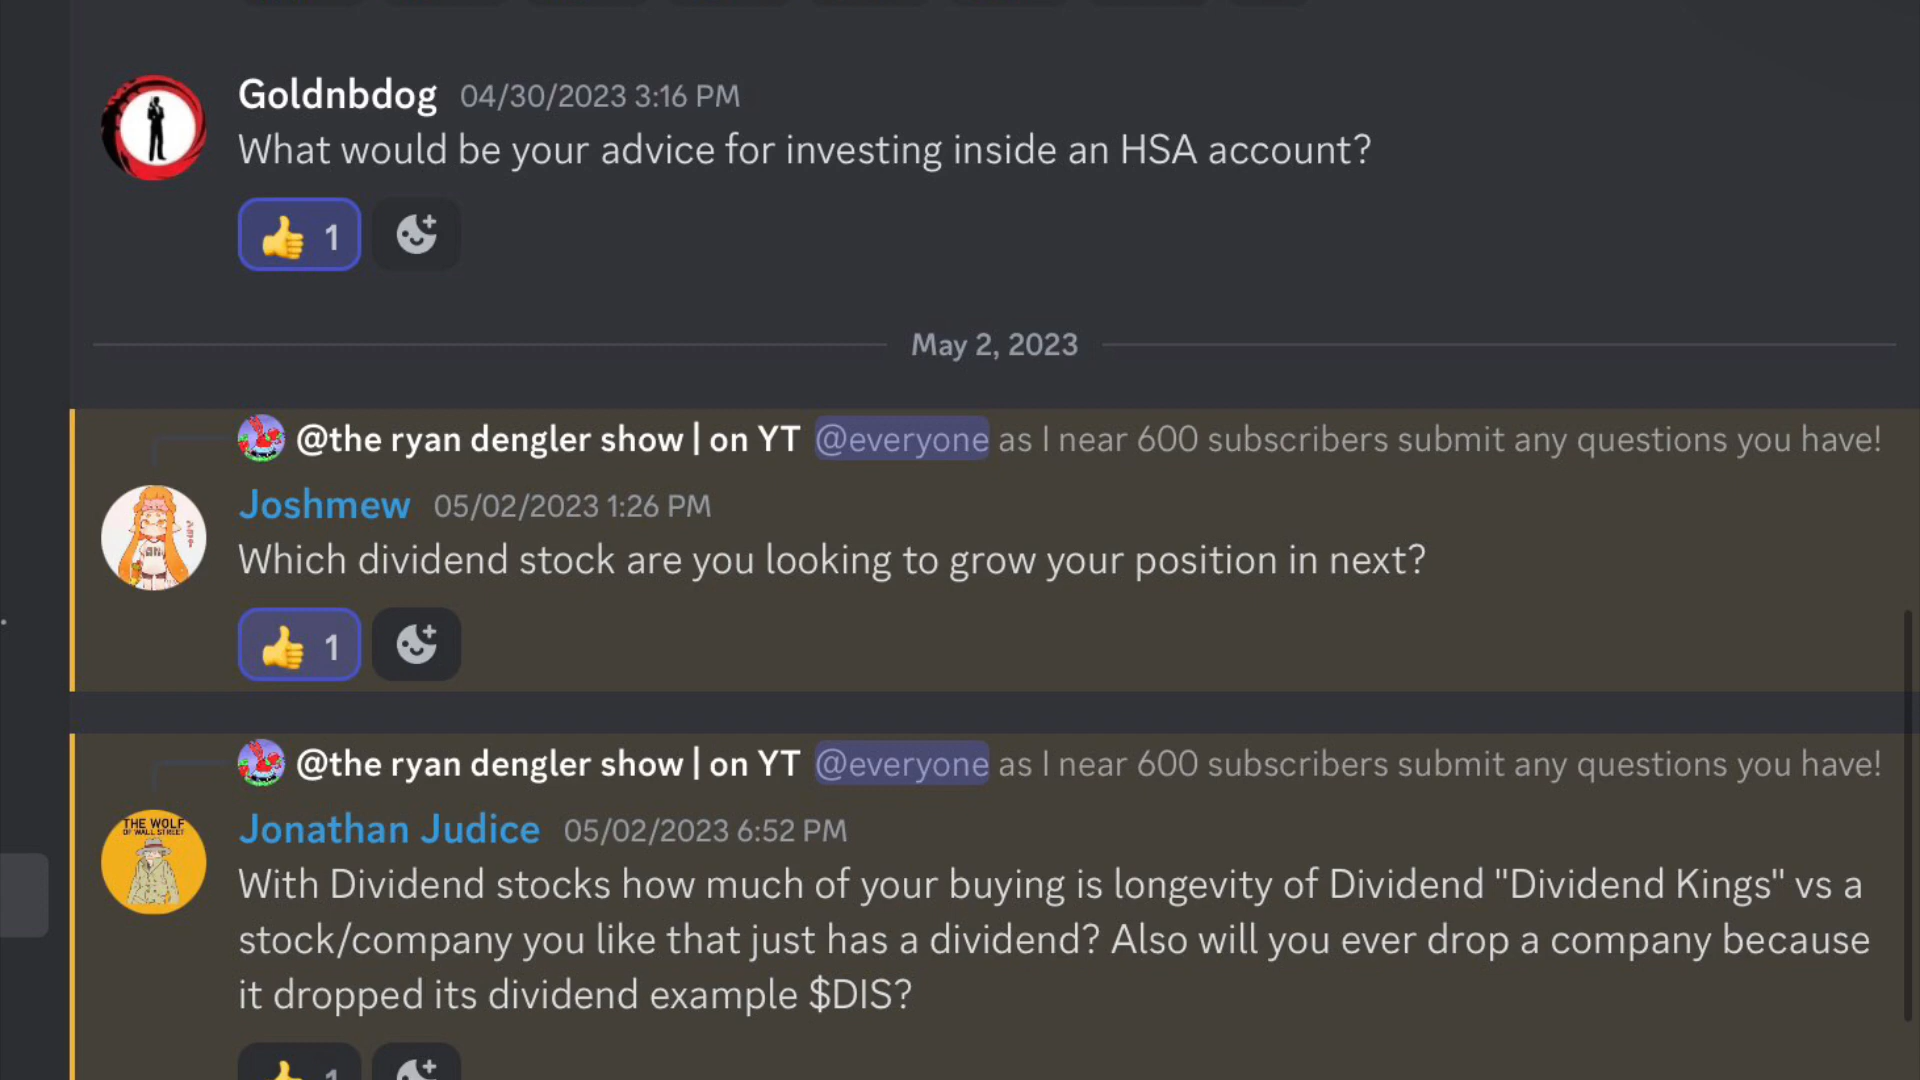 Goldnbdog 04/30/2023 3:16 PM
What would be your advice for investing inside an HSA account?
👍 1
May 2, 2023
@the ryan dengler show | on YT @everyone as I near 600 subscribers submit any questions you have!
Joshmew 05/02/2023 1:26 PM
Which dividend stock are you looking to grow your position in next?
👍 1
@the ryan dengler show | on YT @everyone as I near 600 subscribers submit any questions you have!
THE WOLF
OF WALL STREET
Jonathan Judice 05/02/2023 6:52 PM
With Dividend stocks how much of your buying is longevity of Dividend "Dividend Kings" vs a
stock/company you like that just has a dividend? Also will you ever drop a company because
it dropped its dividend example $DIS?
👍 1